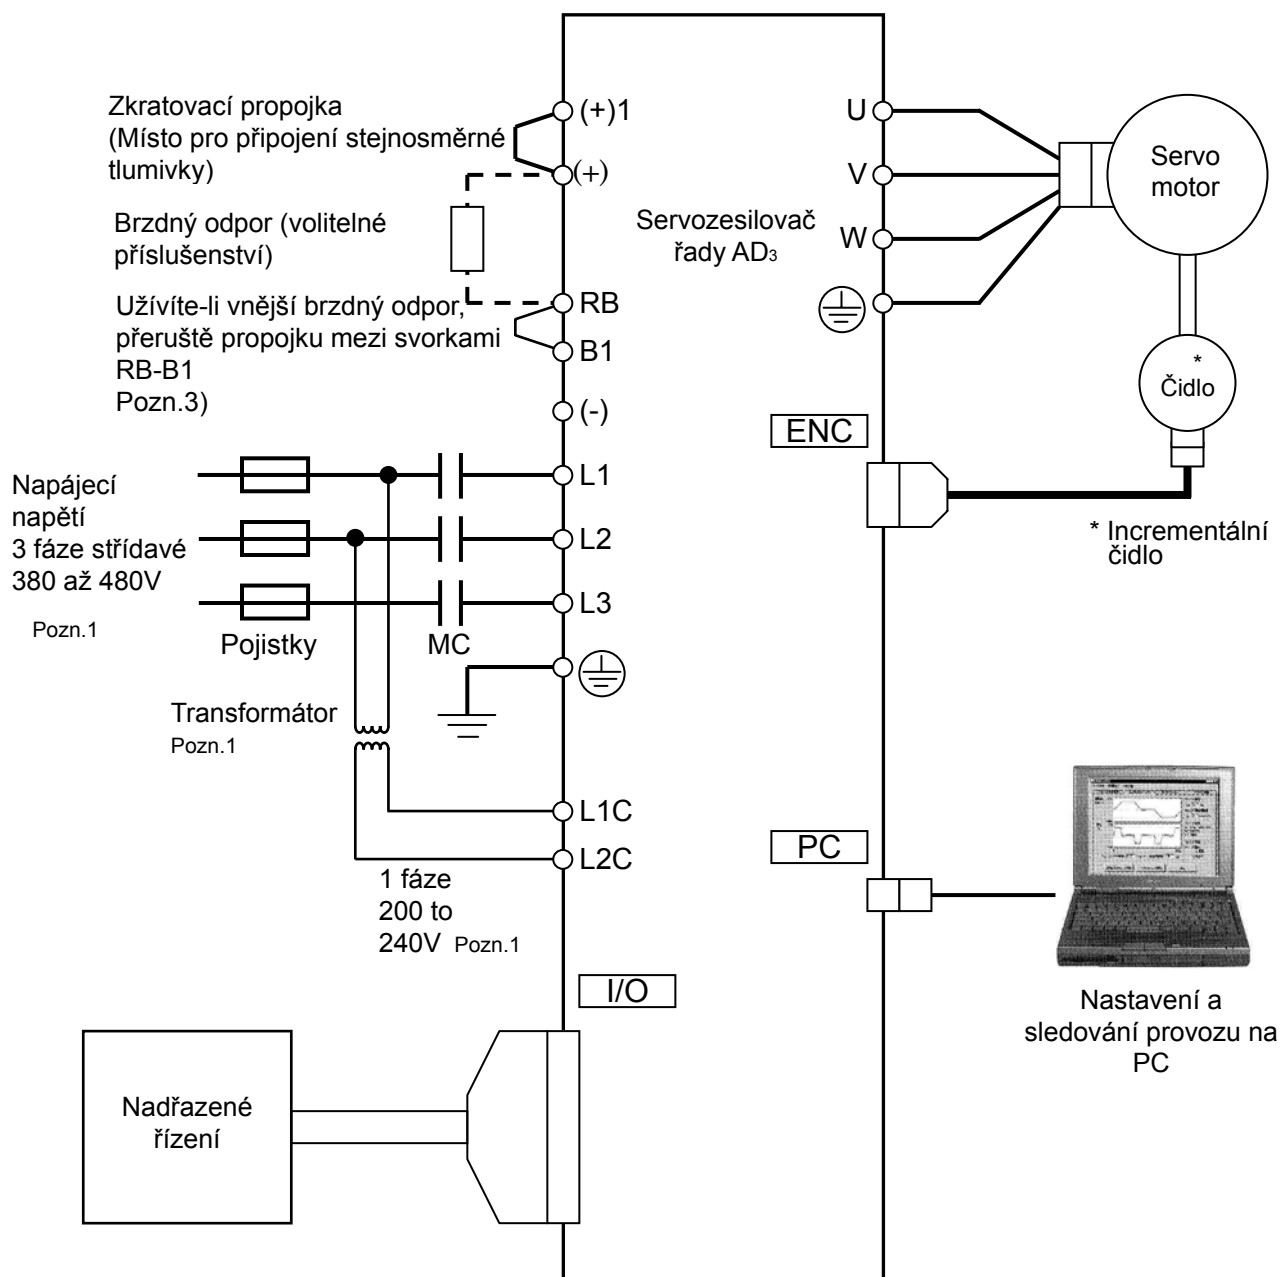 Zkratovací propojka
(Místo pro připojení stejnosměrné
tlumivky)
(+)1
(+)
Brzdný odpor (volitelné
příslušenství)
Užívíte-li vnější brzdný odpor,
přeruště propojku mezi svorkami
RB-B1
Pozn.3)
RB
B1
(-)
Servozesilovač
řady AD3
U
V
W
Servo
motor
*
Čidlo
ENC
* Incrementální
čidlo
Napájecí
napětí
3 fáze střídavé
380 až 480V
Pozn.1
Pojistky
MC
L1
L2
L3
Transformátor
Pozn.1
L1C
L2C
1 fáze
200 to
240V Pozn.1
PC
Nastavení a
sledování provozu na
PC
I/O
Nadřazené
řízení